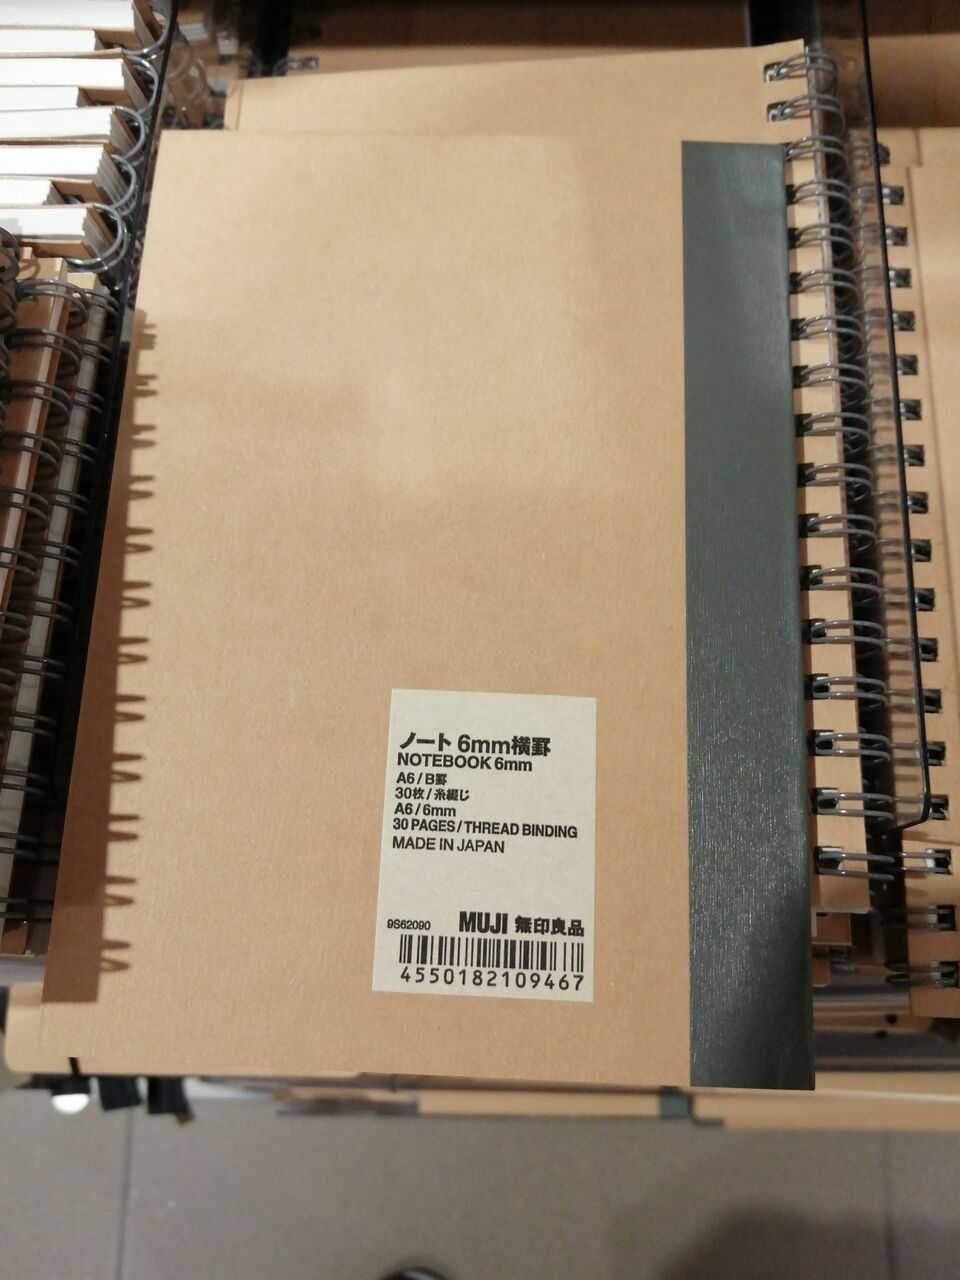 ノート 6mm横罫
NOTEBOOK 6mm
A6 / B罫
30枚 / 糸綴じ
A6 / 6mm
30 PAGES / THREAD BINDING
MADE IN JAPAN
9S62090 MUJI 無印良品
4550182109467